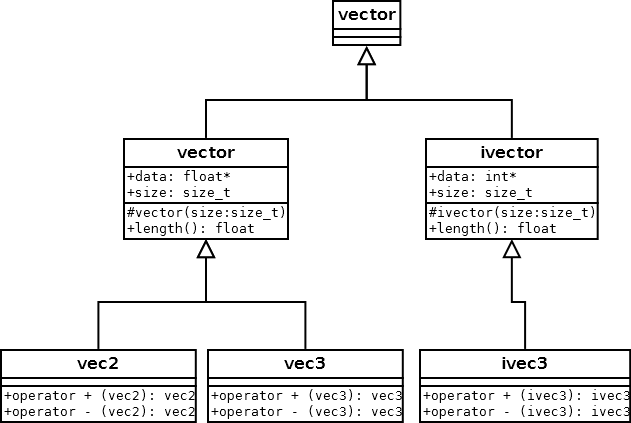 vector
vector
+data: float*
+size: size_t
#vector(size:size_t)
+length(): float
ivector
+data: int*
+size: size_t
#ivector(size:size_t)
+length(): float
vec2
+operator + (vec2): vec2
+operator - (vec2): vec2
vec3
+operator + (vec3): vec3
+operator - (vec3): vec3
ivec3
+operator + (ivec3): ivec3
+operator - (ivec3): ivec3